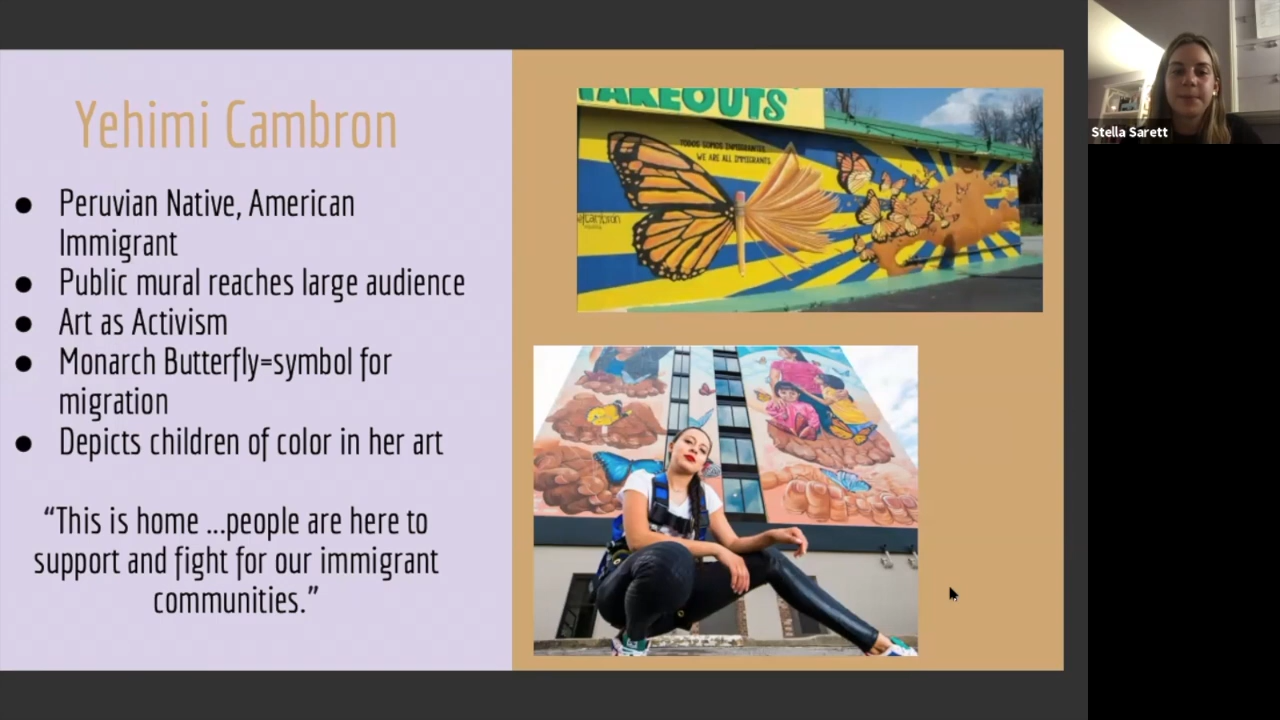 Yehimi Cambron
● Peruvian Native, American
Immigrant
● Public mural reaches large audience
● Art as Activism
● Monarch Butterfly=symbol for
migration
● Depicts children of color in her art
“This is home ...people are here to
support and fight for our immigrant
communities.”
TAKEOUTS
TODOS SOMOS INMIGRANTES.
WE ARE ALL IMMIGRANTS.
Stella Sarett